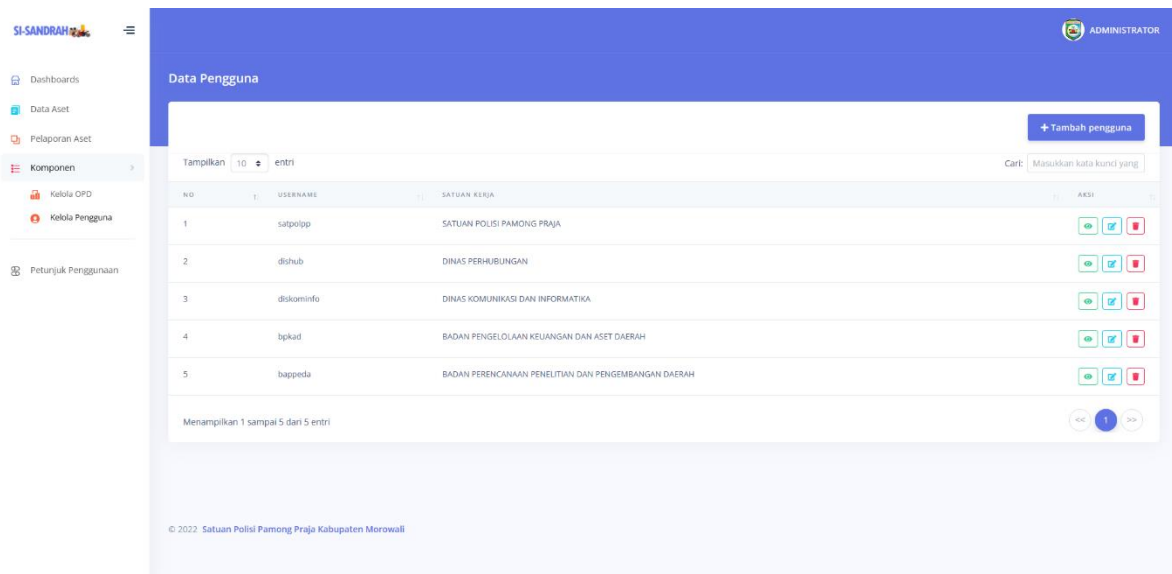 SI-SANDRAH
ADMINISTRATOR
Dashboards
Data Aset
Pelaporan Aset
Komponen
Kelola OPD
Kelola Pengguna
Petunjuk Penggunaan
Data Pengguna
+ Tambah pengguna
Tampilkan 10 entri
Cari: Masukkan kata kunci yang
NO USERNAME SATUAN KERJA AKSI
1 satpolpp SATUAN POLISI PAMONG PRAJA
2 dishub DINAS PERHUBUNGAN
3 diskominfo DINAS KOMUNIKASI DAN INFORMATIKA
4 bpkad BADAN PENGELOLAAN KEUANGAN DAN ASET DAERAH
5 bappeda BADAN PERENCANAAN PENELITIAN DAN PENGEMBANGAN DAERAH
Menampilkan 1 sampai 5 dari 5 entri
<< 1 >>
© 2022 Satuan Polisi Pamong Praja Kabupaten Morowali